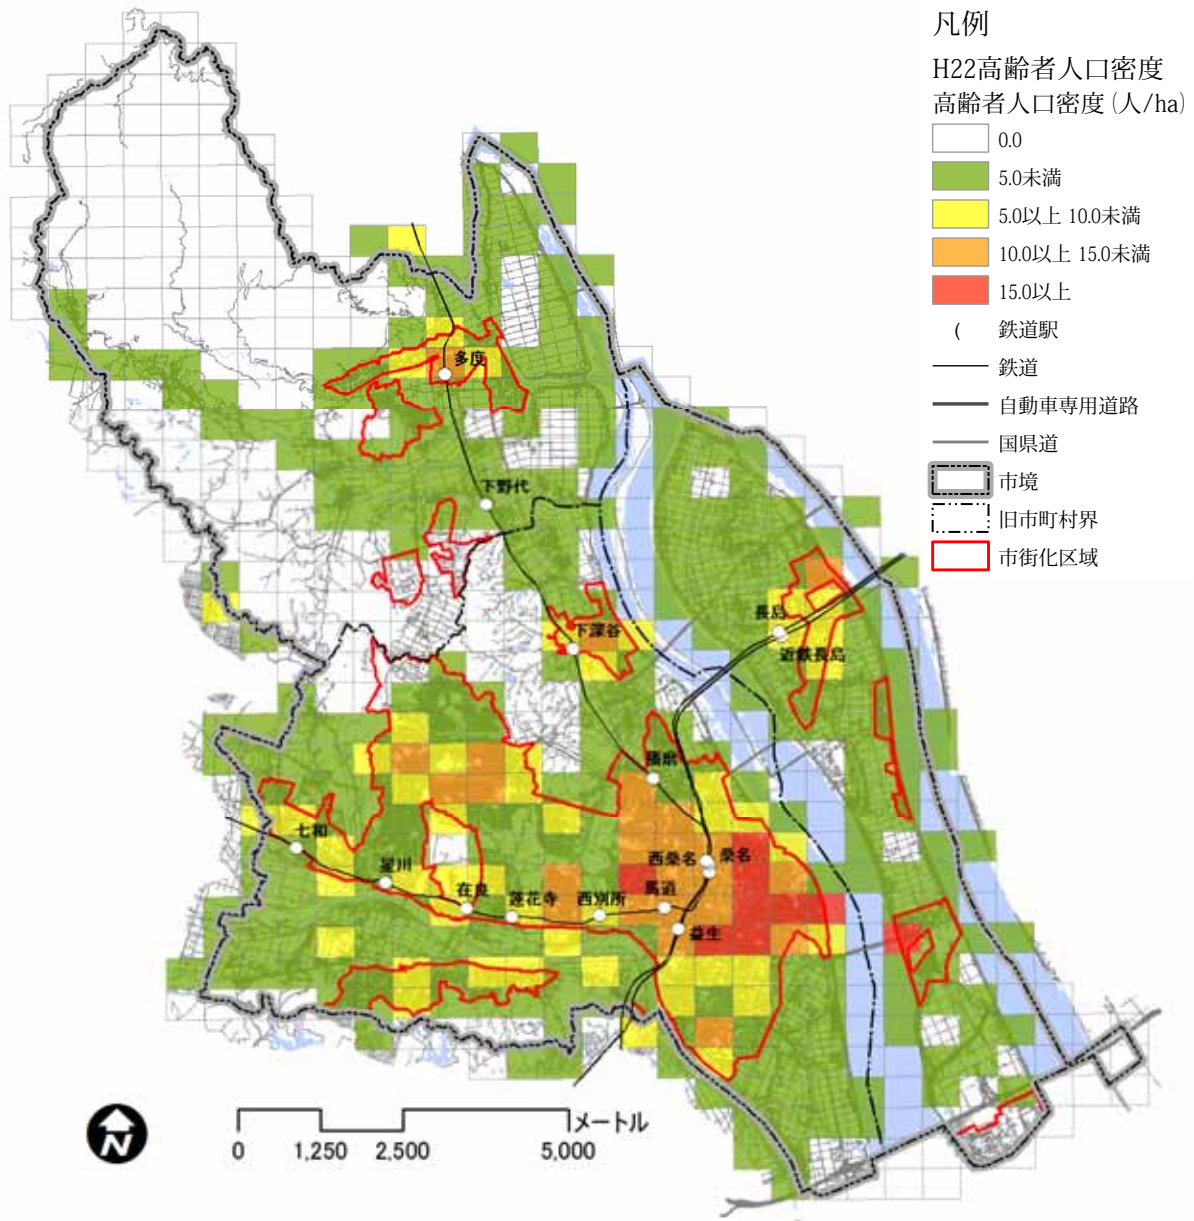 凡例
H22高齢者人口密度
高齢者人口密度(人/ha)
0.0
5.0未満
5.0以上 10.0未満
10.0以上 15.0未満
15.0以上
( 鉄道駅
鉄道
自動車専用道路
国県道
市境
旧市町村界
市街化区域
多度
下野代
長島
下深谷
近鉄長島
播磨
七和
西桑名
桑名
星川
馬道
在良
蓮花寺
西別所
益生
N
メートル
0
1,250
2,500
5,000